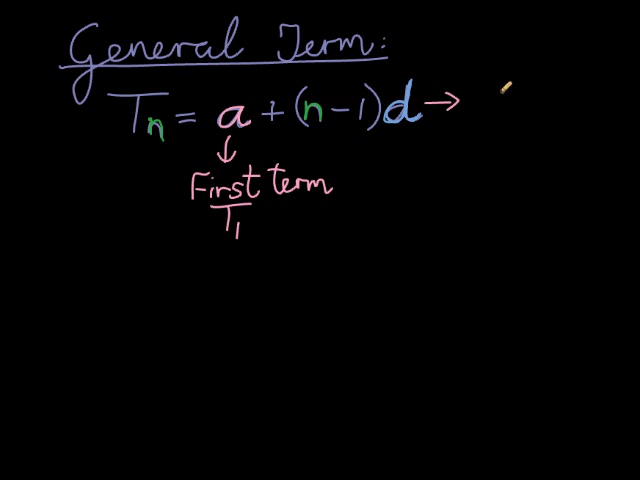 General Term:
Tn = a + (n - 1)d →
↓
First term
T1